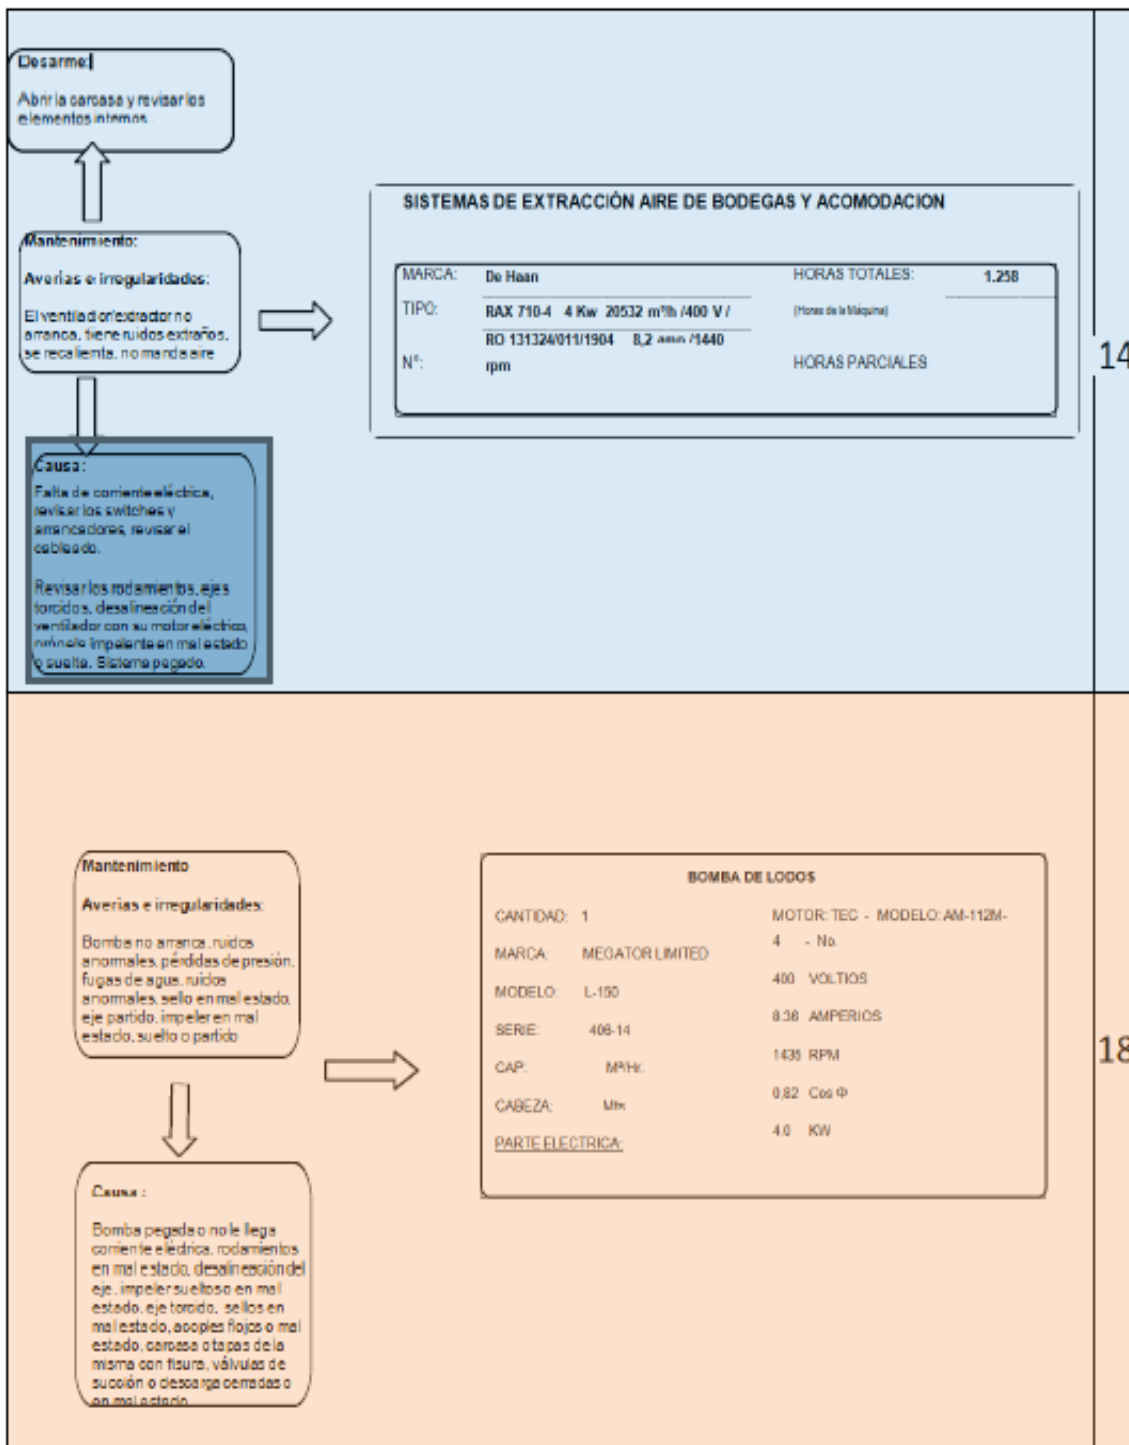 Desarme:
Abrir la carcasa y revisar los
elementos internos
Mantenimiento:
Averias e irregularidades:
El ventilador/extractor no
arranca, tiene ruidos extraños,
se recalienta, no manda aire
SISTEMAS DE EXTRACCIÓN AIRE DE BODEGAS Y ACOMODACION
MARCA: De Haan HORAS TOTALES: 1.258
TIPO: RAX 710-4 4 Kw 20532 m³/h /400 V / (Horas de la Máquina)
RO 131324/011/1904 8,2 amp /1440
Nº: rpm HORAS PARCIALES
14
Causa:
Falta de corriente eléctrica,
revisar los switches y
arrancadores, revisar el
cableado.
Revisar los rodamientos, ejes
torcidos, desalineación del
ventilador con su motor eléctrico,
impelente en mal estado
o suelta. Sistema pegado.
Mantenimiento
Averias e irregularidades:
Bomba no arranca, ruidos
anormales, pérdidas de presión,
fugas de agua, ruidos
anormales, sello en mal estado,
eje partido, impeler en mal
estado, suelto o partido
BOMBA DE LODOS
CANTIDAD: 1
MARCA: MEGATOR LIMITED
MODELO: L-150
SERIE: 406-14
CAP: M³/Hr.
CABEZA: Mts
PARTE ELECTRICA:
MOTOR: TEC - MODELO: AM-112M-
4 - No.
400 VOLTIOS
8.36 AMPERIOS
1435 RPM
0,82 Cos Φ
4.0 KW
18
Causa :
Bomba pegada o no le llega
corriente eléctrica, rodamientos
en mal estado, desalineación del
eje, impeler sueltos o en mal
estado, eje torcido, sellos en
mal estado, acoples flojos o mal
estado, carcasa o tapas de la
misma con fisura, válvulas de
succión o descarga cerradas o
en mal estado